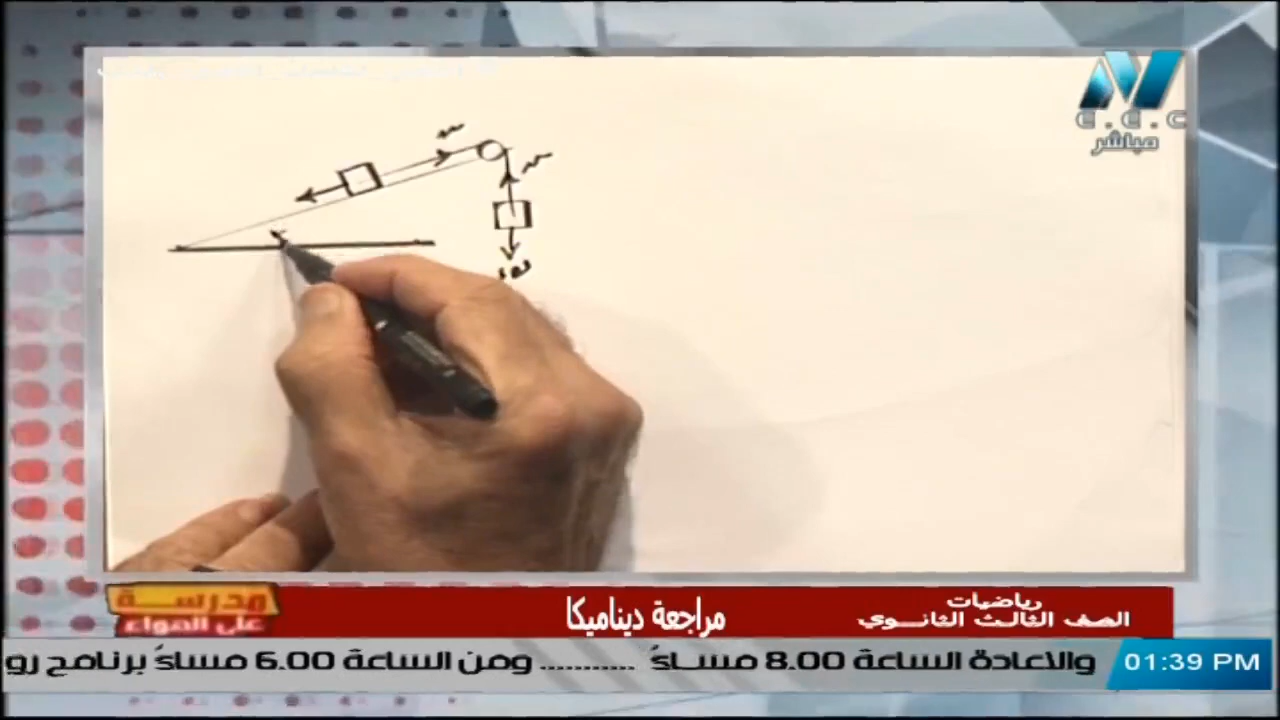 e.e.c
مباشر
رياضيات
الصف الثالث الثانوي
مراجعة ديناميكا
مدرسة
على الهواء
01:39 PM
والاعادة الساعة 8.00 مساءً .......... ومن الساعة 6.00 مساءً برنامج رو